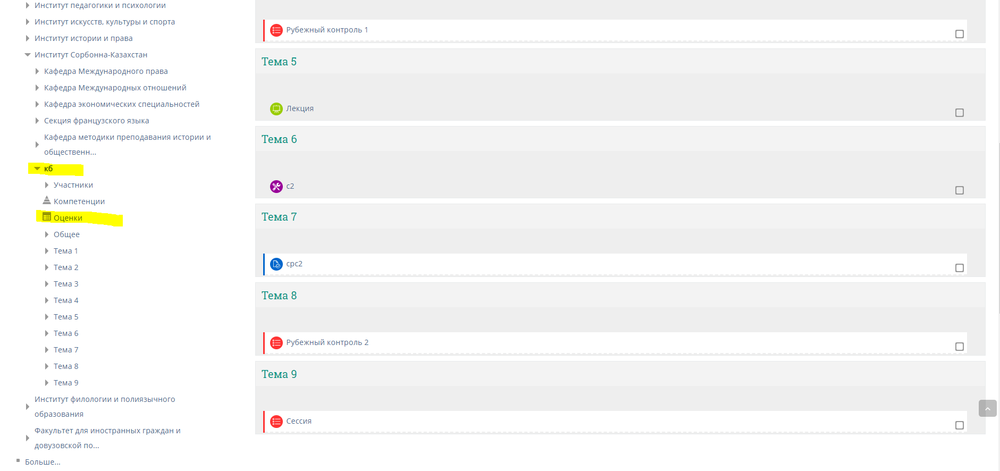 Институт педагогики и психологии
Институт искусств, культуры и спорта
Институт истории и права
Институт Сорбонна-Казахстан
Кафедра Международного права
Кафедра Международных отношений
Кафедра экономических специальностей
Секция французского языка
Кафедра методики преподавания истории и
общественн...
кб
Участники
Компетенции
Оценки
Общее
Тема 1
Тема 2
Тема 3
Тема 4
Тема 5
Тема 6
Тема 7
Тема 8
Тема 9
Институт филологии и полиязычного
образования
Факультет для иностранных граждан и
довузовской по...
Больше...
Рубежный контроль 1
Тема 5
Лекция
Тема 6
с2
Тема 7
срс2
Тема 8
Рубежный контроль 2
Тема 9
Сессия